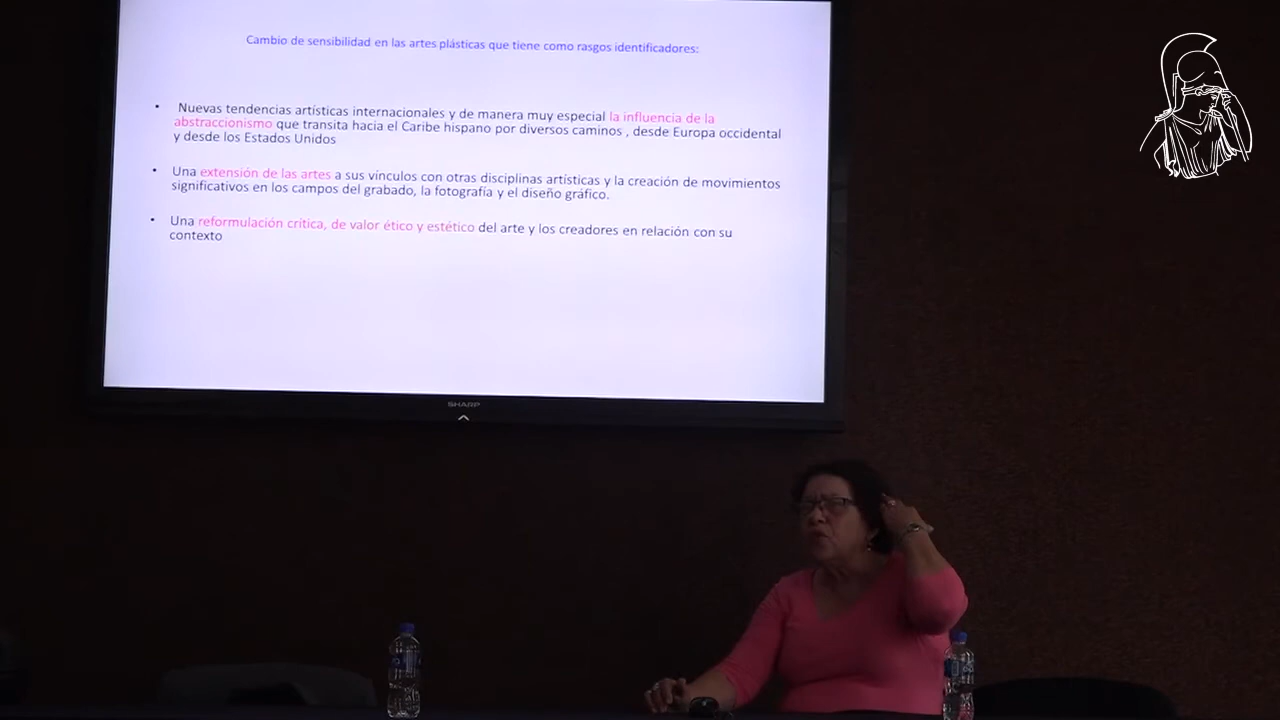 Cambio de sensibilidad en las artes plásticas que tiene como rasgos identificadores:
• Nuevas tendencias artísticas internacionales y de manera muy especial la influencia de la
abstraccionismo que transita hacia el Caribe hispano por diversos caminos , desde Europa occidental
y desde los Estados Unidos
• Una extensión de las artes a sus vínculos con otras disciplinas artísticas y la creación de movimientos
significativos en los campos del grabado, la fotografía y el diseño gráfico.
• Una reformulación crítica, de valor ético y estético del arte y los creadores en relación con su
contexto
SHARP